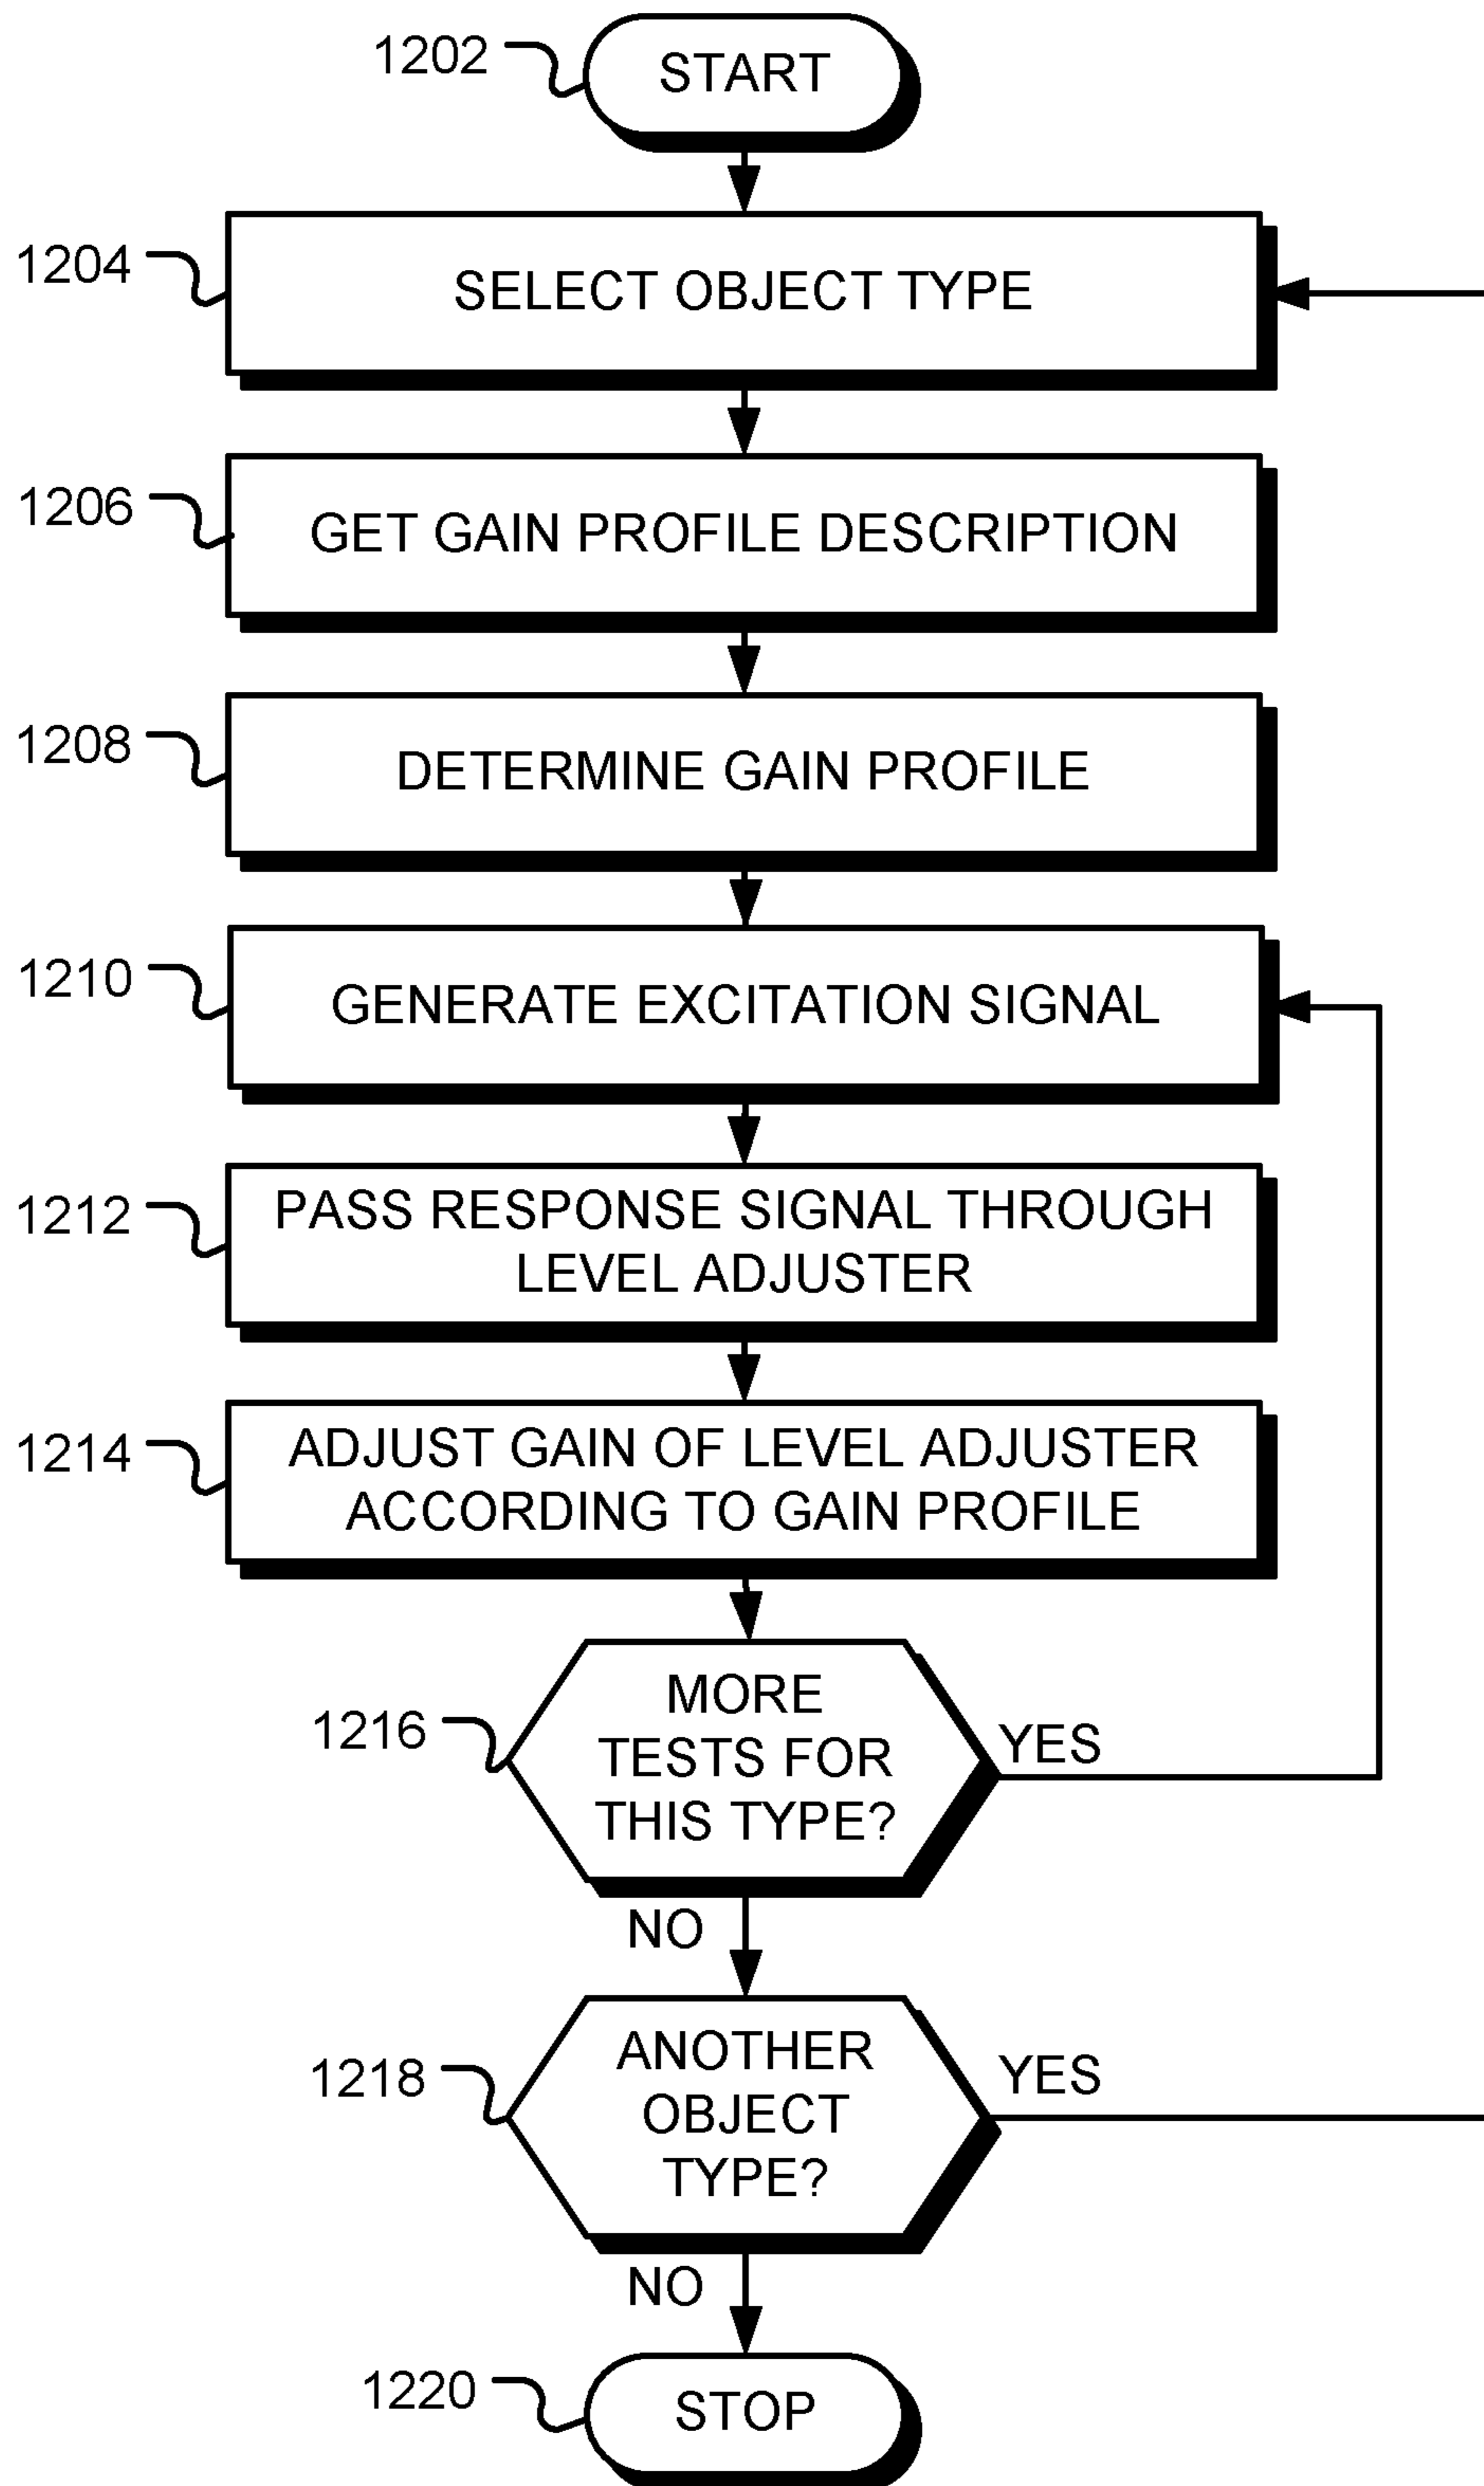 1202
START
1204
SELECT OBJECT TYPE
1206
GET GAIN PROFILE DESCRIPTION
1208
DETERMINE GAIN PROFILE
1210
GENERATE EXCITATION SIGNAL
1212
PASS RESPONSE SIGNAL THROUGH
LEVEL ADJUSTER
1214
ADJUST GAIN OF LEVEL ADJUSTER
ACCORDING TO GAIN PROFILE
1216
MORE
TESTS FOR
THIS TYPE?
YES
NO
1218
ANOTHER
OBJECT
TYPE?
YES
NO
1220
STOP